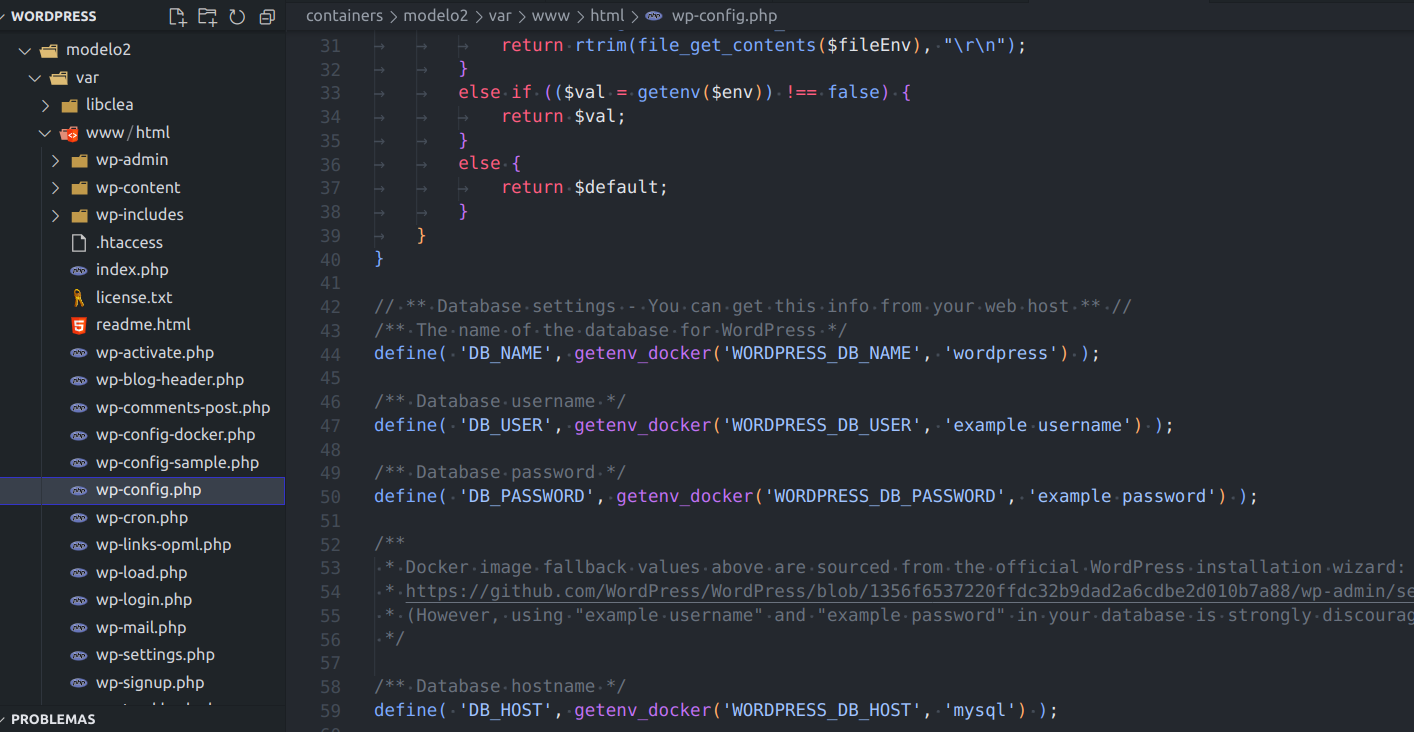 WORDPRESS
modelo2
var
libclea
www/html
wp-admin
wp-content
wp-includes
.htaccess
index.php
license.txt
readme.html
wp-activate.php
wp-blog-header.php
wp-comments-post.php
wp-config-docker.php
wp-config-sample.php
wp-config.php
wp-cron.php
wp-links-opml.php
wp-load.php
wp-login.php
wp-mail.php
wp-settings.php
wp-signup.php
PROBLEMAS
containers > modelo2 > var > www > html > wp-config.php
31 return rtrim(file_get_contents($fileEnv), "\r\n");
32 }
33 else if (($val = getenv($env)) !== false) {
34 return $val;
35 }
36 else {
37 return $default;
38 }
39 }
40 }
41
42 // ** Database settings - You can get this info from your web host ** //
43 /** The name of the database for WordPress */
44 define( 'DB_NAME', getenv_docker('WORDPRESS_DB_NAME', 'wordpress') );
45
46 /** Database username */
47 define( 'DB_USER', getenv_docker('WORDPRESS_DB_USER', 'example username') );
48
49 /** Database password */
50 define( 'DB_PASSWORD', getenv_docker('WORDPRESS_DB_PASSWORD', 'example password') );
51
52 /**
53 * Docker image fallback values above are sourced from the official WordPress installation wizard:
54 * https://github.com/WordPress/WordPress/blob/1356f6537220ffdc32b9dad2a6cdbe2d010b7a88/wp-admin/se
55 * (However, using "example username" and "example password" in your database is strongly discourag
56 */
57
58 /** Database hostname */
59 define( 'DB_HOST', getenv_docker('WORDPRESS_DB_HOST', 'mysql') );